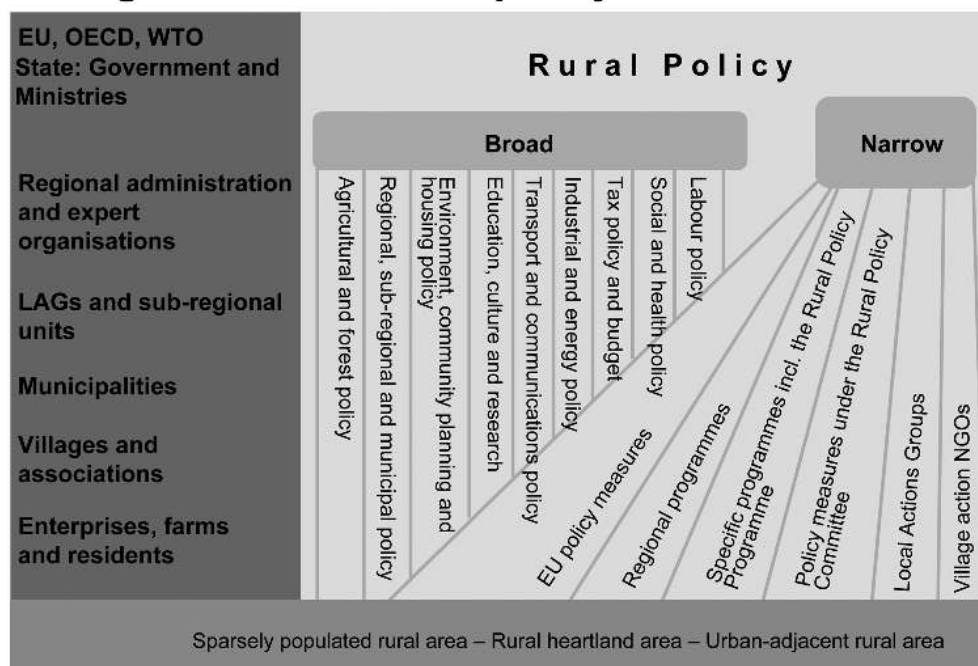 EU, OECD, WTO
State: Government and
Ministries
Regional administration
and expert
organisations
LAGs and sub-regional
units
Municipalities
Villages and
associations
Enterprises, farms
and residents
Rural Policy
Broad
Narrow
Agricultural and forest policy
Regional, sub-regional and municipal policy
Environment, community planning and
housing policy
Education, culture and research
Transport and communications policy
Industrial and energy policy
Tax policy and budget
Social and health policy
Labour policy
EU policy measures
Regional programmes
Specific programmes incl. the Rural Policy
Programme
Policy measures under the Rural Policy
Committee
Local Actions Groups
Village action NGOs
Sparsely populated rural area – Rural heartland area – Urban-adjacent rural area